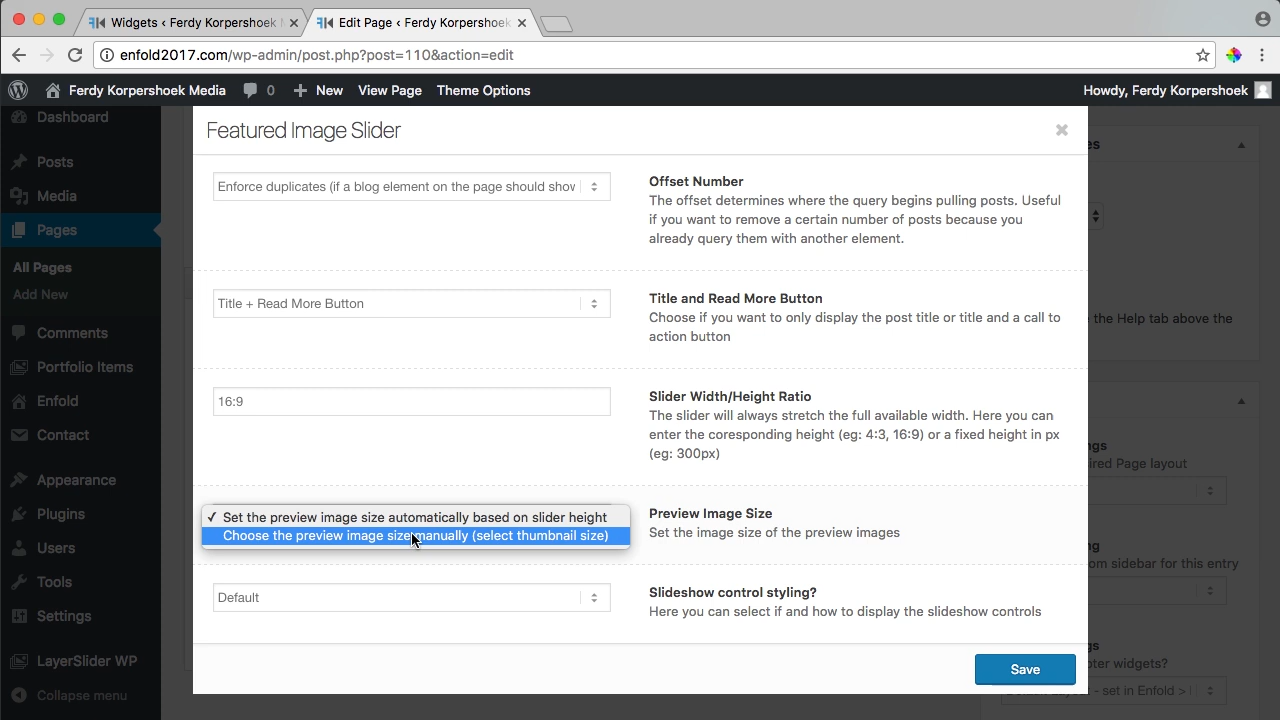 Widgets ‹ Ferdy Korpershoek
Edit Page ‹ Ferdy Korpershoek
enfold2017.com/wp-admin/post.php?post=110&action=edit
Ferdy Korpershoek Media
0
New
View Page
Theme Options
Howdy, Ferdy Korpershoek
Dashboard
Posts
Media
Pages
All Pages
Add New
Comments
Portfolio Items
Enfold
Contact
Appearance
Plugins
Users
Tools
Settings
LayerSlider WP
Collapse menu
Featured Image Slider
Enforce duplicates (if a blog element on the page should show
Offset Number
The offset determines where the query begins pulling posts. Useful
if you want to remove a certain number of posts because you
already query them with another element.
Title + Read More Button
Title and Read More Button
Choose if you want to only display the post title or title and a call to
action button
16:9
Slider Width/Height Ratio
The slider will always stretch the full available width. Here you can
enter the coresponding height (eg: 4:3, 16:9) or a fixed height in px
(eg: 300px)
✓ Set the preview image size automatically based on slider height
Choose the preview image size manually (select thumbnail size)
Preview Image Size
Set the image size of the preview images
Default
Slideshow control styling?
Here you can select if and how to display the slideshow controls
Save
the Help tab above the
Page layout
sidebar for this entry
widgets?
- set in Enfold >